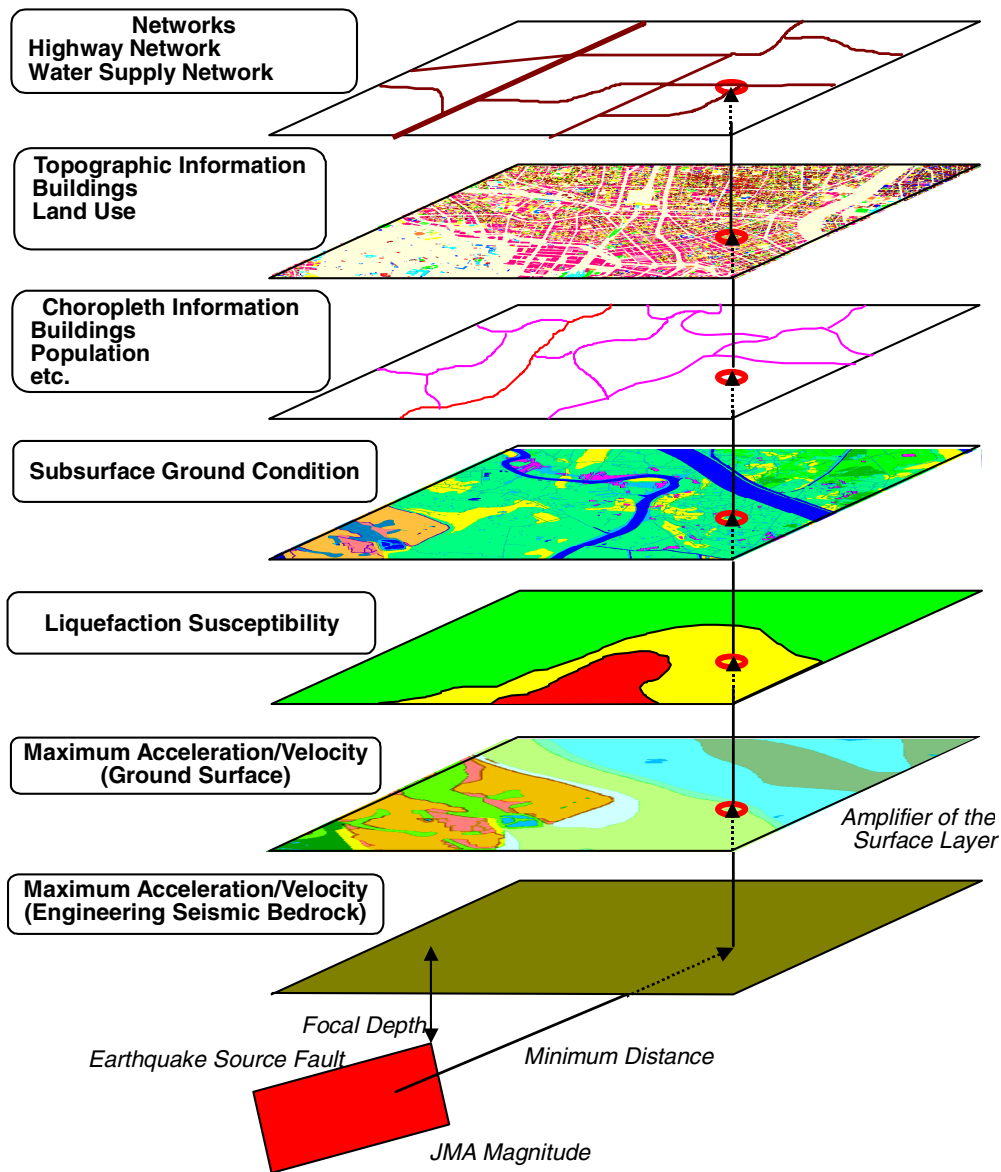 Networks
Highway Network
Water Supply Network
Topographic Information
Buildings
Land Use
Choropleth Information
Buildings
Population
etc.
Subsurface Ground Condition
Liquefaction Susceptibility
Maximum Acceleration/Velocity
(Ground Surface)
Amplifier of the
Surface Layer
Maximum Acceleration/Velocity
(Engineering Seismic Bedrock)
Focal Depth
Earthquake Source Fault
Minimum Distance
JMA Magnitude